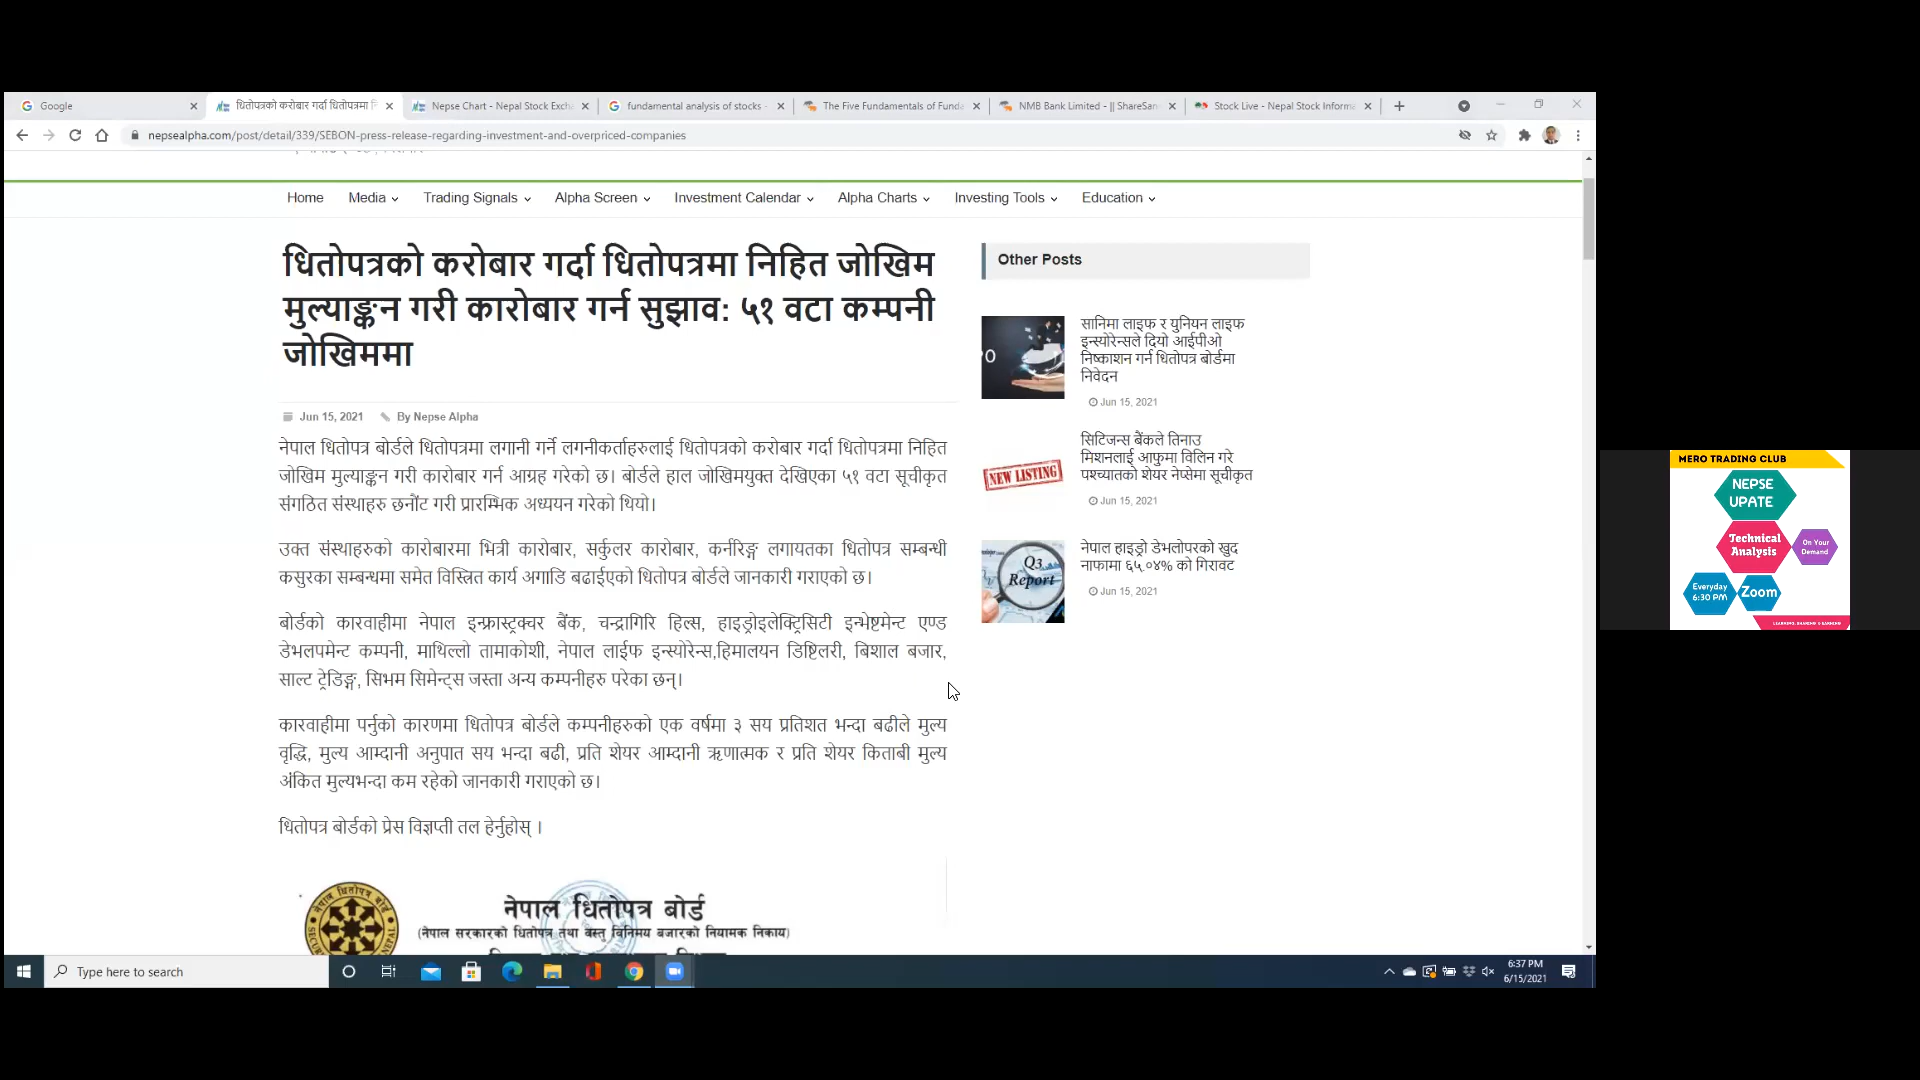 Google
धितोपत्रको करोबार गर्दा धितोपत्रमा
Nepse Chart - Nepal Stock Exch
fundamental analysis of stocks -
The Five Fundamentals of Funda
NMB Bank Limited - || ShareSan
Stock Live - Nepal Stock Inform
nepsealpha.com/post/detail/339/SEBON-press-release-regarding-investment-and-overpriced-companies
Home Media Trading Signals Alpha Screen Investment Calendar Alpha Charts Investing Tools Education
धितोपत्रको करोबार गर्दा धितोपत्रमा निहित जोखिम
मुल्याङ्कन गरी कारोबार गर्न सुझाव: ५१ वटा कम्पनी
जोखिममा
Jun 15, 2021 By Nepse Alpha
नेपाल धितोपत्र बोर्डले धितोपत्रमा लगानी गर्ने लगनीकर्ताहरुलाई धितोपत्रको करोबार गर्दा धितोपत्रमा निहित
जोखिम मुल्याङ्कन गरी कारोबार गर्न आग्रह गरेको छ। बोर्डले हाल जोखिमयुक्त देखिएका ५१ वटा सूचीकृत
संगठित संस्थाहरु छनौंट गरी प्रारम्भिक अध्ययन गरेको थियो।
उक्त संस्थाहरुको कारोबारमा भित्री कारोबार, सर्कुलर कारोबार, कर्नरिङ्ग लगायतका धितोपत्र सम्बन्धी
कसुरका सम्बन्धमा समेत विस्त्रित कार्य अगाडि बढाईएको धितोपत्र बोर्डले जानकारी गराएको छ।
बोर्डको कारवाहीमा नेपाल इन्फ्रास्ट्रक्चर बैंक, चन्द्रागिरि हिल्स, हाइड्रोइलेक्ट्रिसिटी इन्भेष्टमेन्ट एण्ड
डेभलपमेन्ट कम्पनी, माथिल्लो तामाकोशी, नेपाल लाईफ इन्स्योरेन्स,हिमालयन डिष्टिलरी, बिशाल बजार,
साल्ट ट्रेडिङ्ग, सिभम सिमेन्ट्स जस्ता अन्य कम्पनीहरु परेका छन्।
कारवाहीमा पर्नुको कारणमा धितोपत्र बोर्डले कम्पनीहरुको एक वर्षमा ३ सय प्रतिशत भन्दा बढीले मुल्य
वृद्धि, मुल्य आम्दानी अनुपात सय भन्दा बढी, प्रति शेयर आम्दानी ऋणात्मक र प्रति शेयर किताबी मुल्य
अंकित मुल्यभन्दा कम रहेको जानकारी गराएको छ।
धितोपत्र बोर्डको प्रेस विज्ञप्ती तल हेर्नुहोस् ।
नेपाल धितोपत्र बोर्ड
(नेपाल सरकारको धितोपत्र तथा वस्तु विनिमय बजारको नियामक निकाय)
Other Posts
सानिमा लाइफ र युनियन लाइफ
इन्स्योरेन्सले दियो आईपीओ
निष्काशन गर्न धितोपत्र बोर्डमा
निवेदन
Jun 15, 2021
NEW LISTING
सिटिजन्स बैंकले तिनाउ
मिशनलाई आफुमा विलिन गरे
पश्च्यातको शेयर नेप्सेमा सूचीकृत
Jun 15, 2021
Q3
Report
नेपाल हाइड्रो डेभलोपरको खुद
नाफामा ६५.०४% को गिरावट
Jun 15, 2021
MERO TRADING CLUB
NEPSE
UPATE
Technical
Analysis
On Your
Demand
Everyday
6:30 PM
Zoom
LEARNING, SHARING & EARNING
Type here to search
6:37 PM
6/15/2021